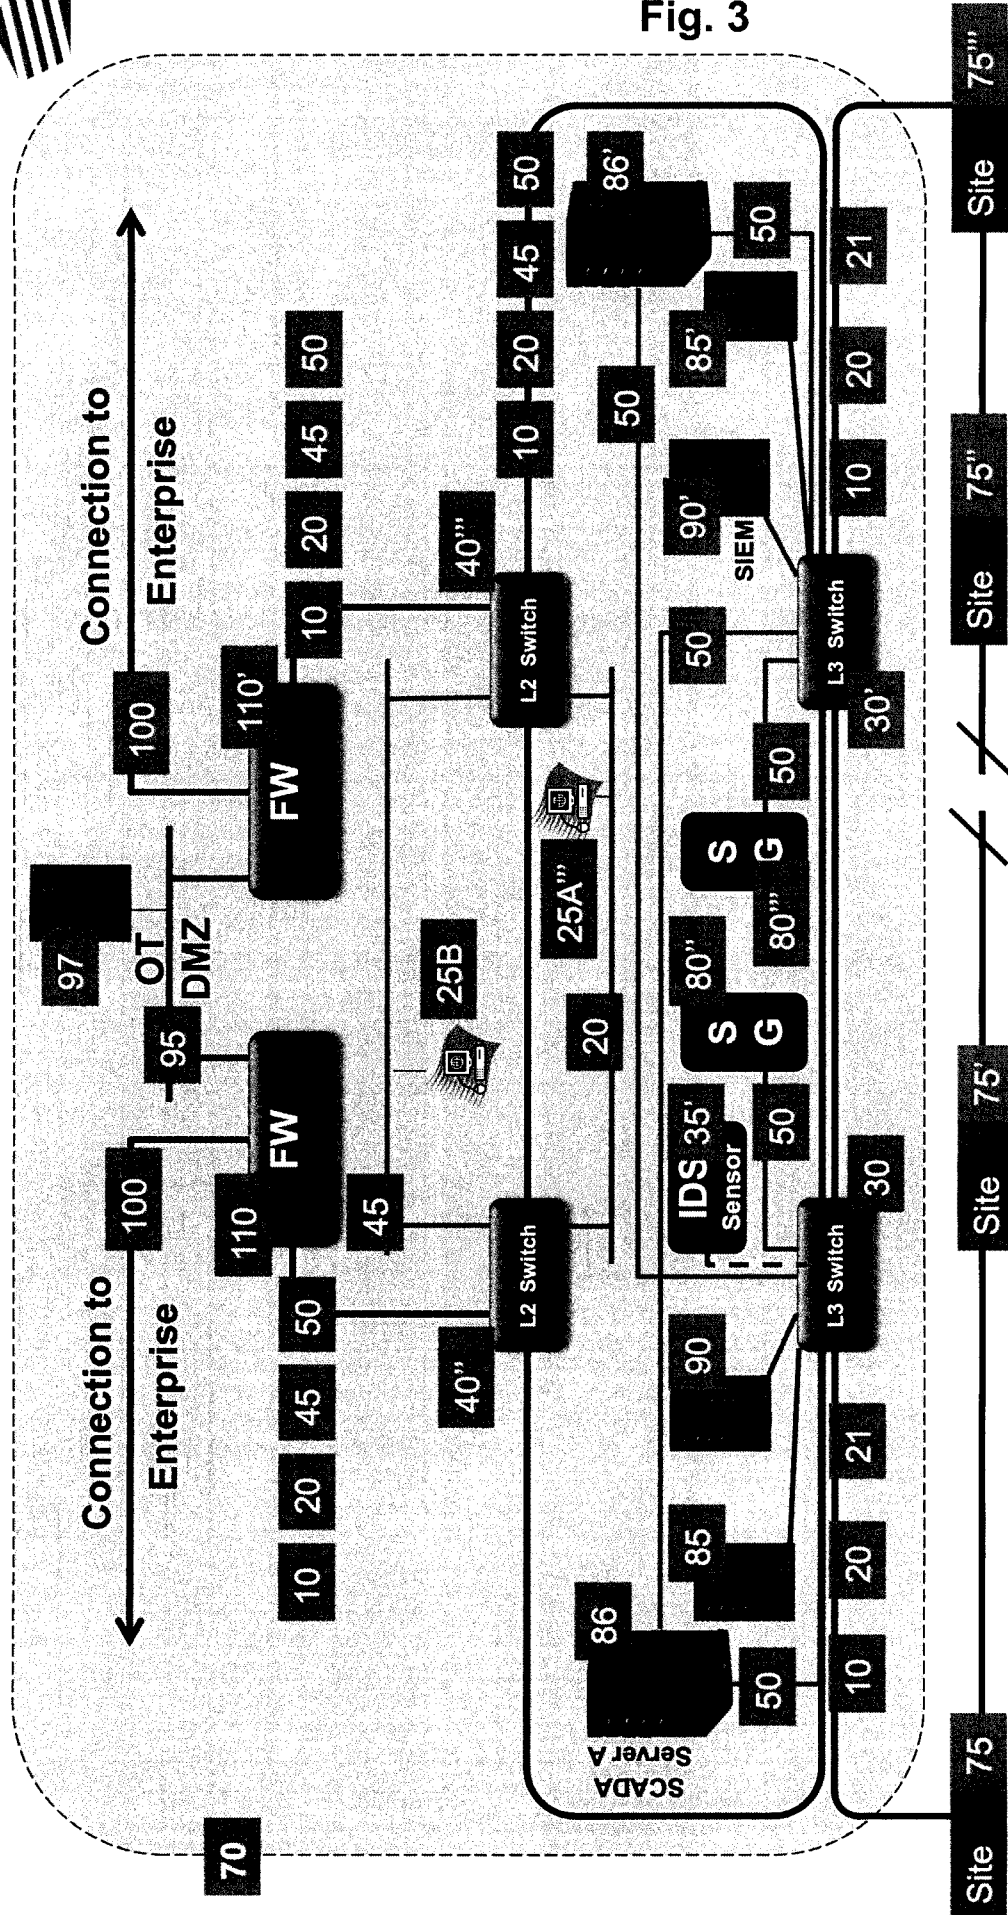 Fig. 3
70
Connection to
Enterprise
100
97
OT
DMZ
95
100
Connection to
Enterprise
110
FW
FW
110'
10
20
45
50
10
20
45
50
45
25B
40''
L2 Switch
L2 Switch
40'''
10
20
45
50
25A'''
20
SCADA
Server A
86
50
85
90
IDS 35'
Sensor
50
80''
S
G
80'''
S
G
50
50
SIEM
90'
50
85'
86'
50
10
20
21
L3 Switch
30
L3 Switch
30'
10
20
21
Site 75
Site 75'
Site 75''
Site 75'''